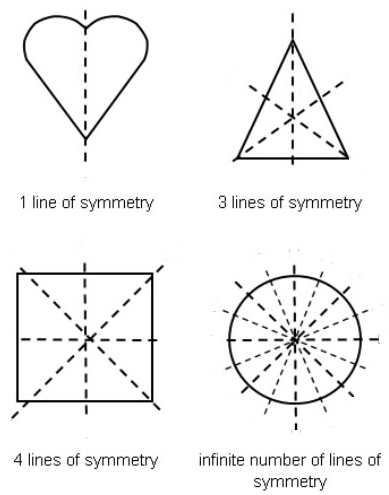 1 line of symmetry
3 lines of symmetry
4 lines of symmetry
infinite number of lines of
symmetry